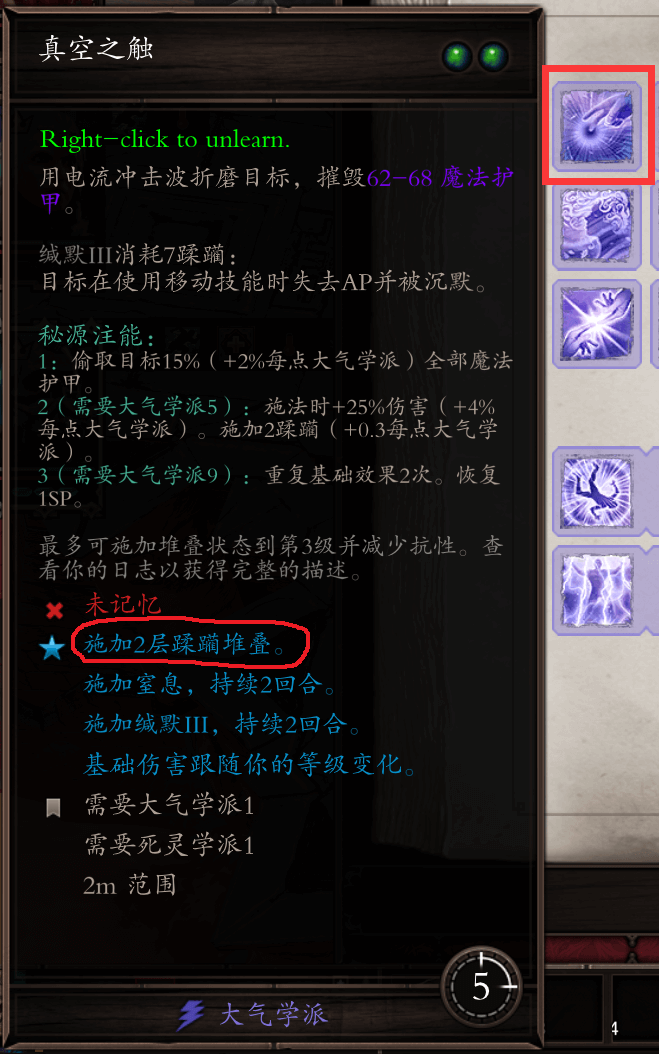 真空之触
Right-click to unlearn.
用电流冲击波折磨目标，摧毁62-68 魔法护
甲。
缄默III消耗7蹂躏：
目标在使用移动技能时失去AP并被沉默。
秘源注能：
1：偷取目标15%（+2%每点大气学派）全部魔法
护甲。
2（需要大气学派5）：施法时+25%伤害（+4%
每点大气学派）。施加2蹂躏（+0.3每点大气学
派）。
3（需要大气学派9）：重复基础效果2次。恢复
1SP。
最多可施加堆叠状态到第3级并减少抗性。查
看你的日志以获得完整的描述。
未记忆
施加2层蹂躏堆叠。
施加窒息，持续2回合。
施加缄默III，持续2回合。
基础伤害跟随你的等级变化。
需要大气学派1
需要死灵学派1
2m 范围
5
大气学派
4